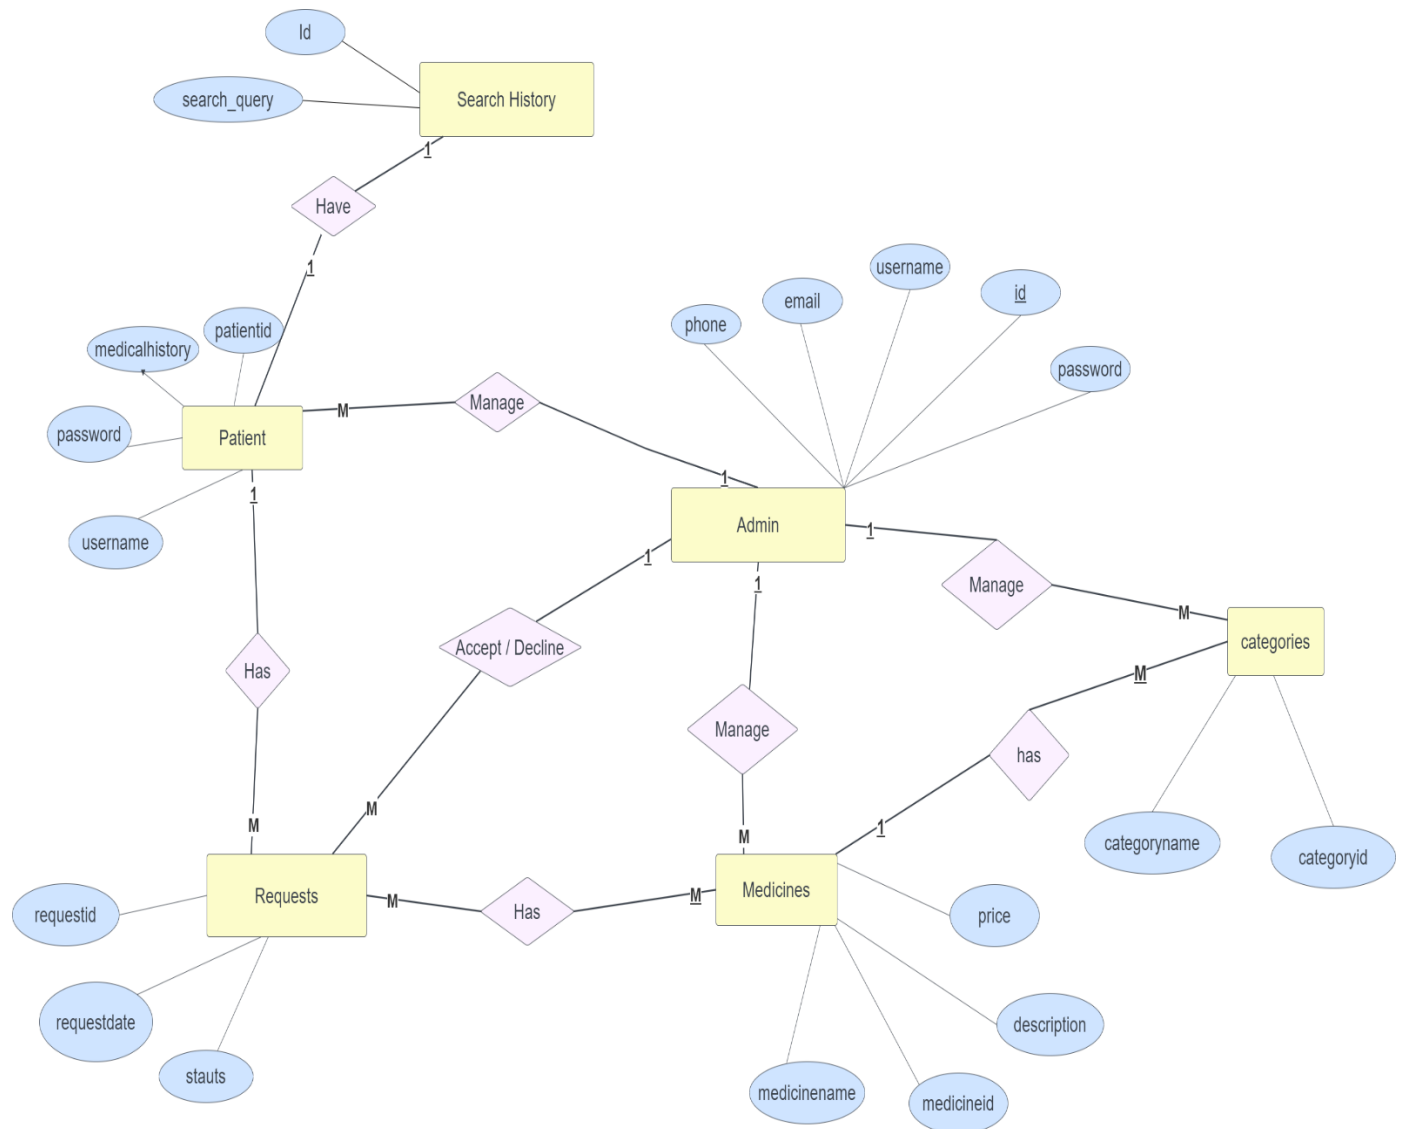 Id
search_query
Search History
1
Have
1
username
id
email
phone
patientid
medicalhistory
password
M
Manage
password
Patient
1
1
username
Admin
1
1
1
Manage
M
categories
Accept / Decline
Has
M
Manage
has
M
M
1
M
Requests
Medicines
M
Has
M
requestid
price
categoryname
categoryid
requestdate
stauts
description
medicinename
medicineid